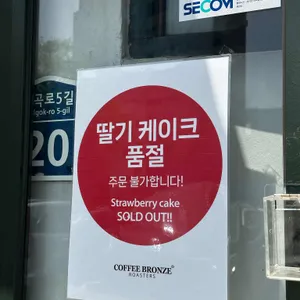 SECOM
곡로5길
gok-ro 5-gil
20
딸기 케이크
품절
주문 불가합니다!
Strawberry cake
SOLD OUT!!
COFFEE BRONZE
ROASTERS